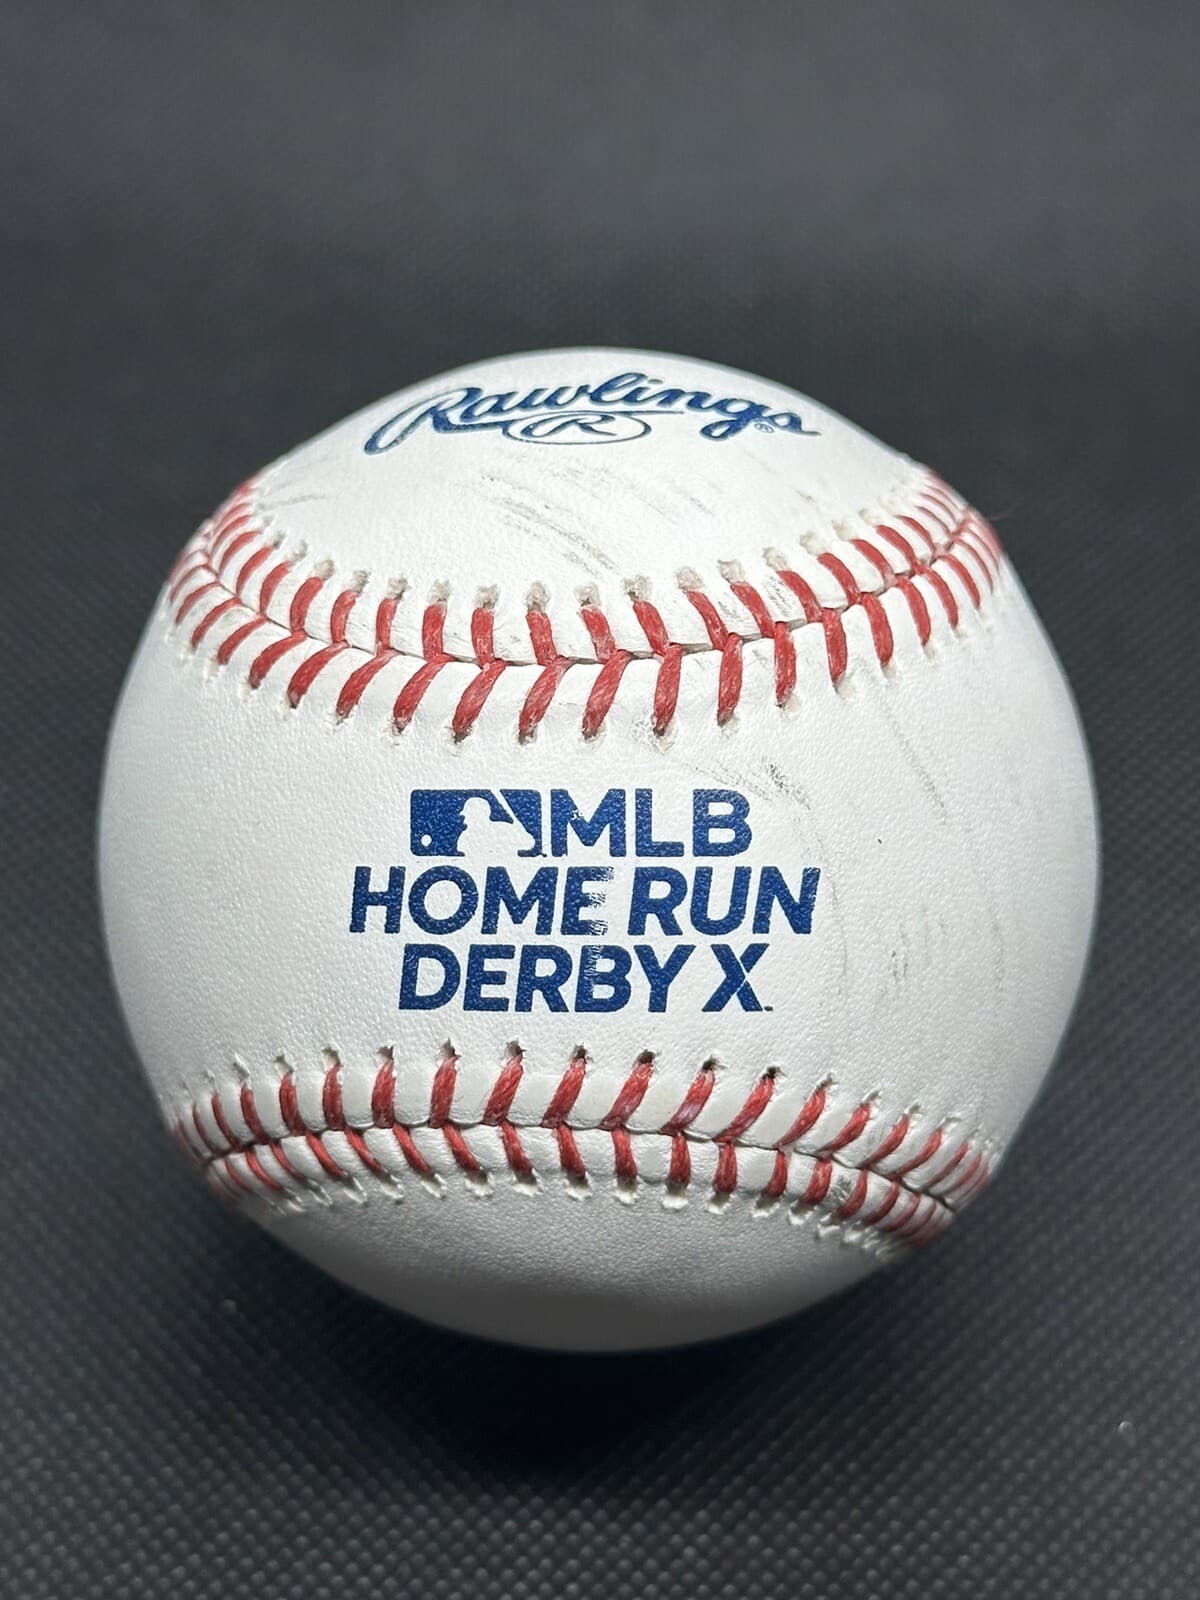 Rawlings®
R
MLB
HOME RUN
DERBY X